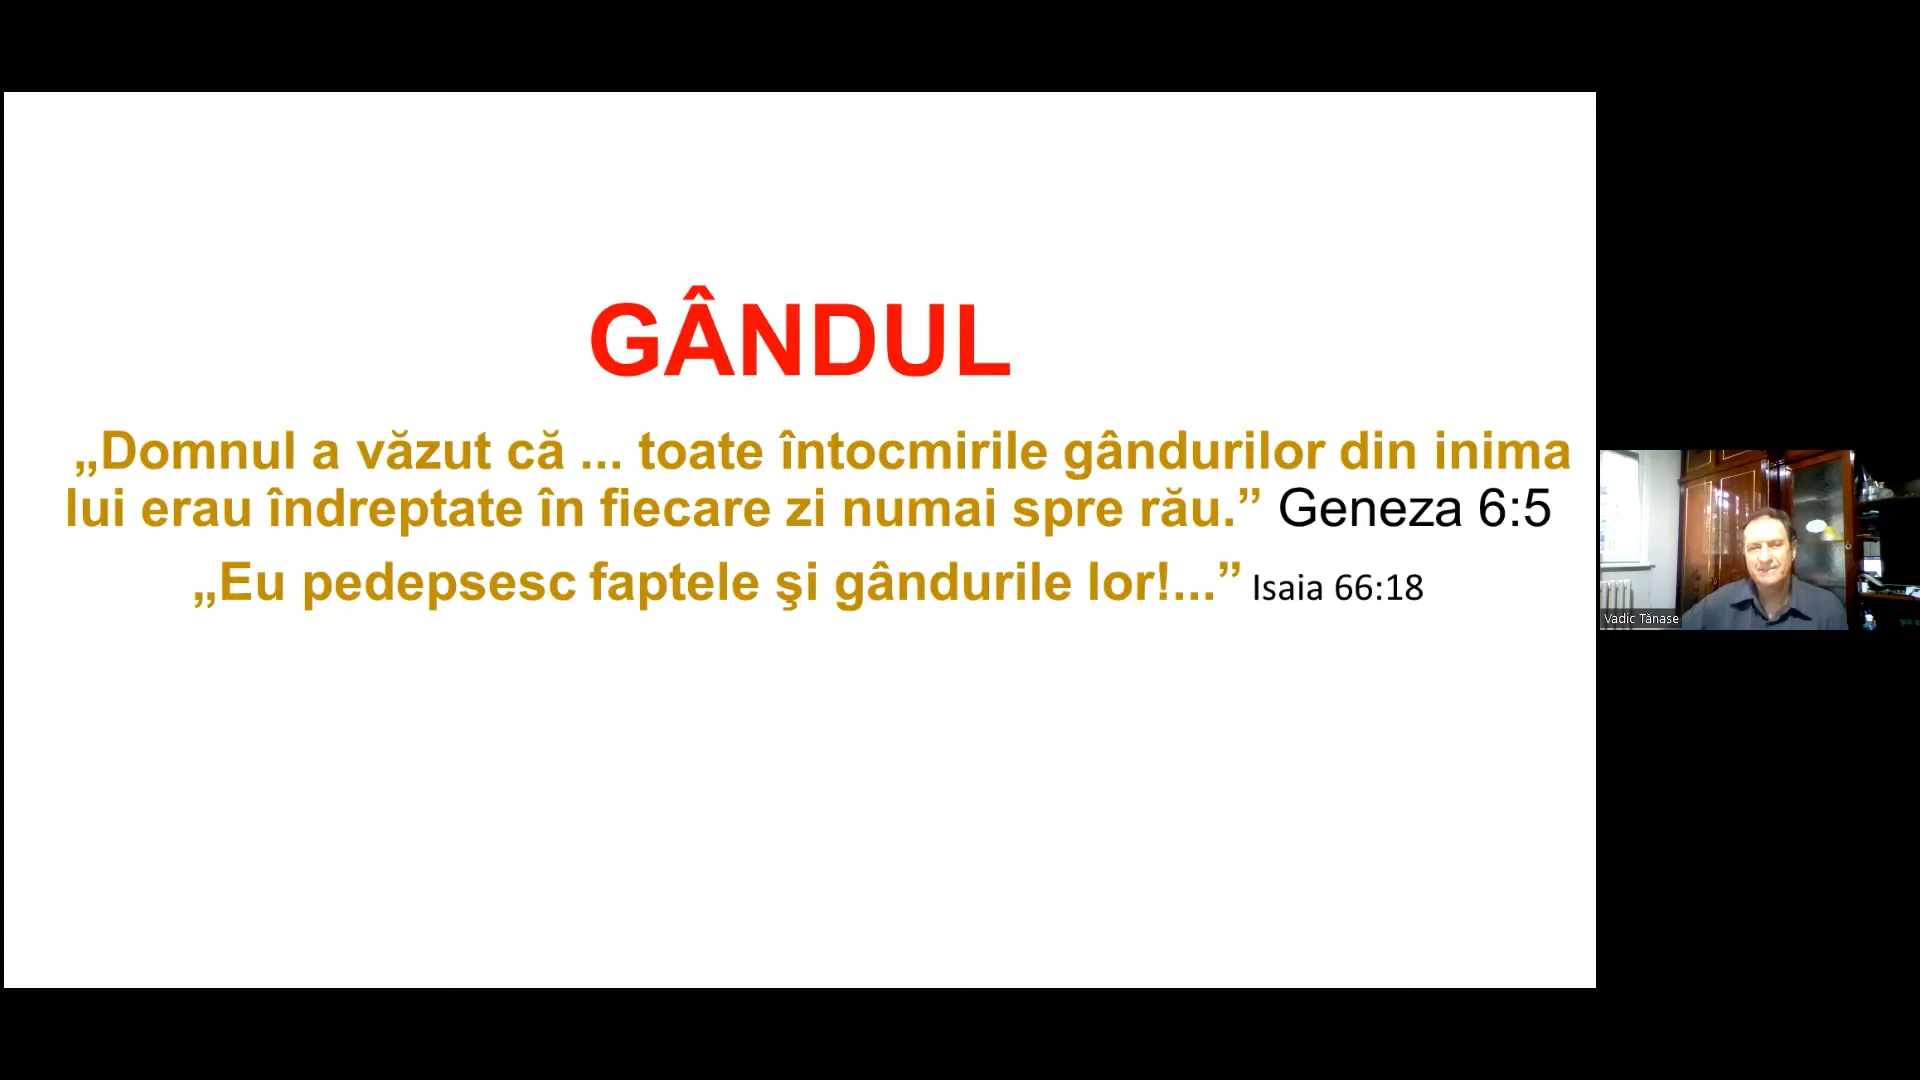 GÂNDUL
„Domnul a văzut că ... toate întocmirile gândurilor din inima
lui erau îndreptate în fiecare zi numai spre rău.” Geneza 6:5
„Eu pedepsesc faptele şi gândurile lor!...” Isaia 66:18
Vadic Tănase